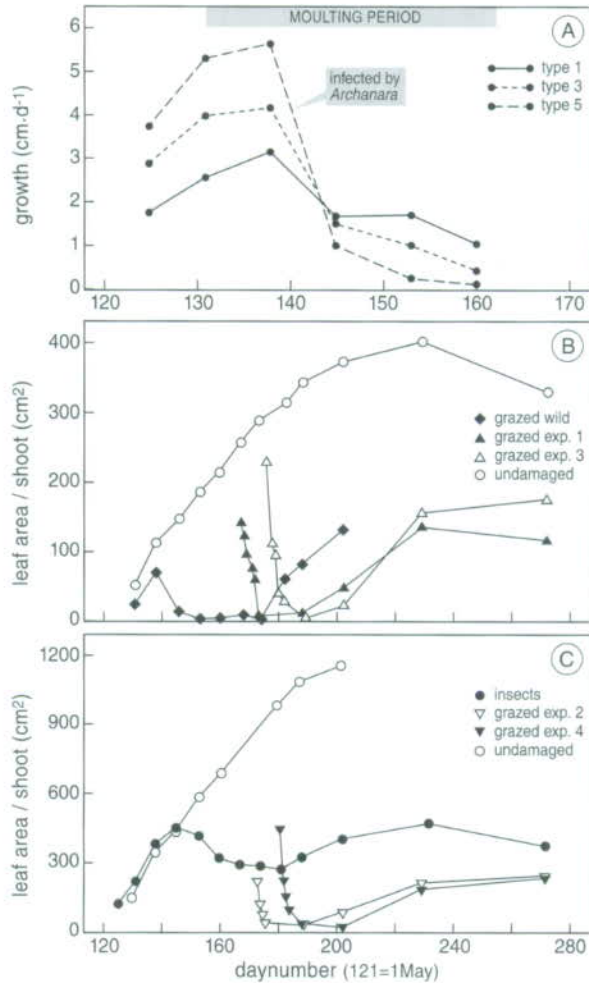 MOULTING PERIOD
A
6
5
4
3
2
1
0
growth (cm·d-1)
infected by
Archanara
type 1
type 3
type 5
120
130
140
150
160
170
B
400
300
200
100
0
leaf area / shoot (cm2)
grazed wild
grazed exp. 1
grazed exp. 3
undamaged
C
1200
900
600
300
0
leaf area / shoot (cm2)
insects
grazed exp. 2
grazed exp. 4
undamaged
120
160
200
240
280
daynumber (121=1May)